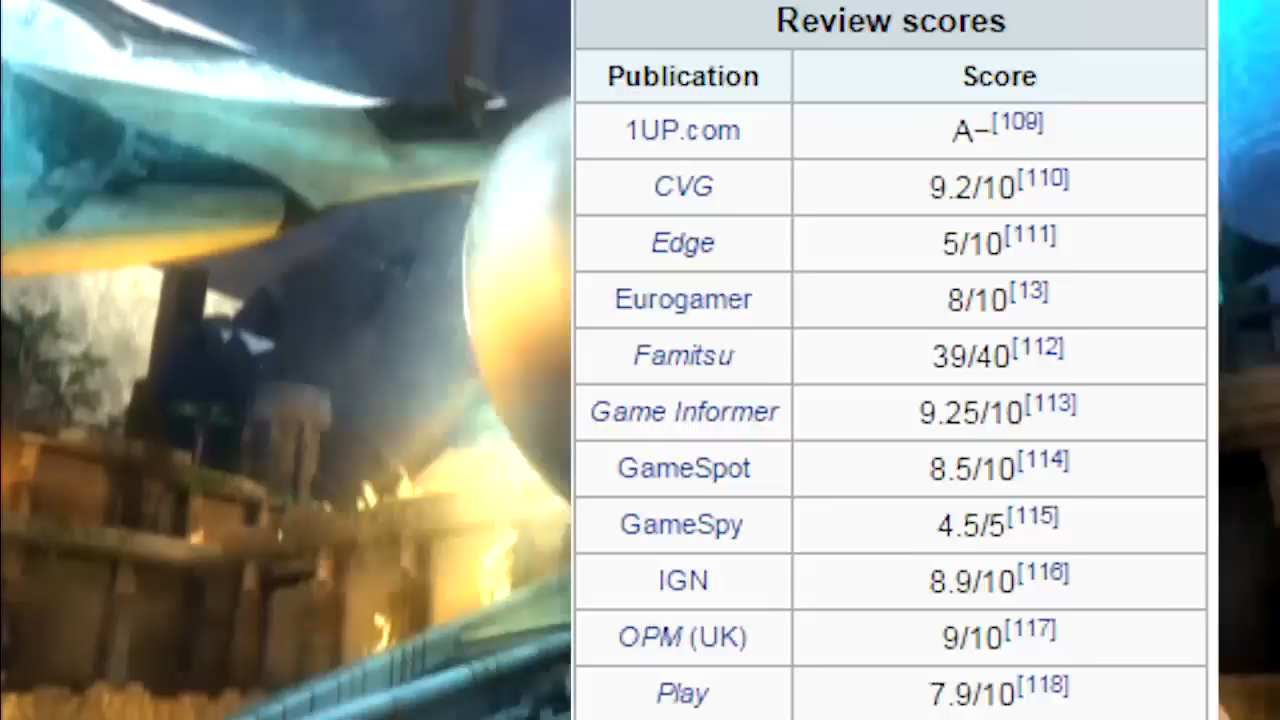 Review scores
Publication Score
1UP.com A−[109]
CVG 9.2/10[110]
Edge 5/10[111]
Eurogamer 8/10[13]
Famitsu 39/40[112]
Game Informer 9.25/10[113]
GameSpot 8.5/10[114]
GameSpy 4.5/5[115]
IGN 8.9/10[116]
OPM (UK) 9/10[117]
Play 7.9/10[118]